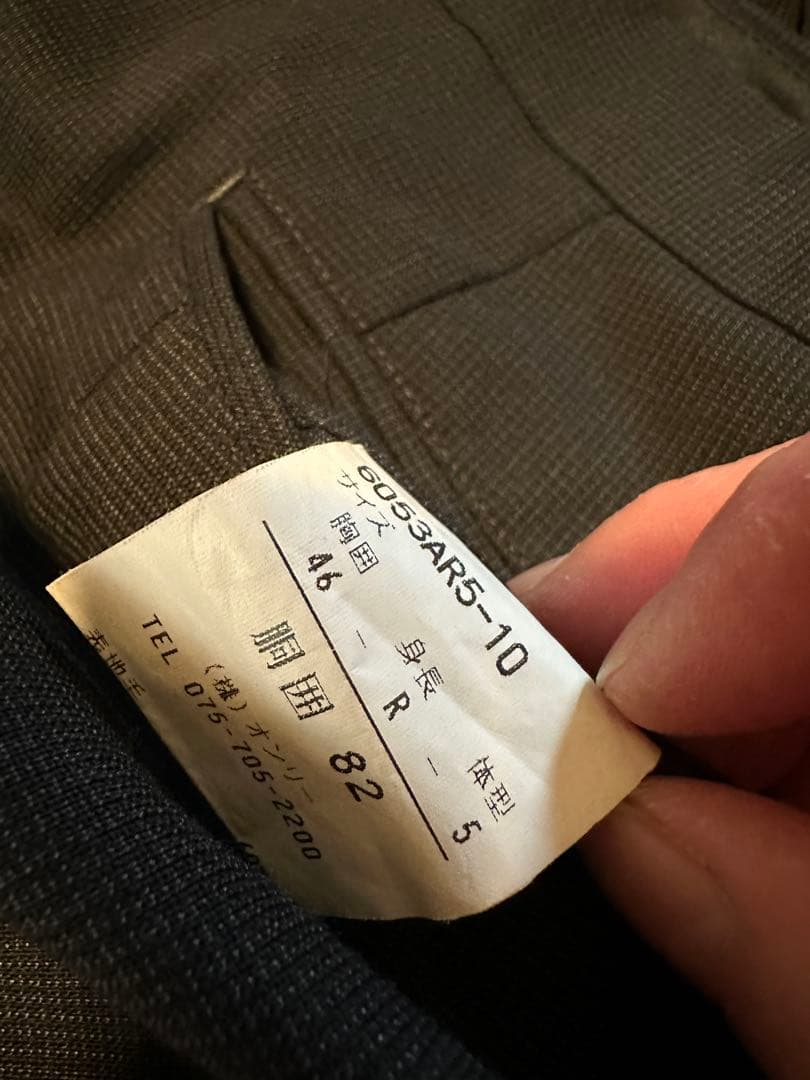 6053AR5-10
サイズ
胸囲 身長 体型
46 - R - 5
胴囲 82
(株)オンリー
TEL 075-705-2200